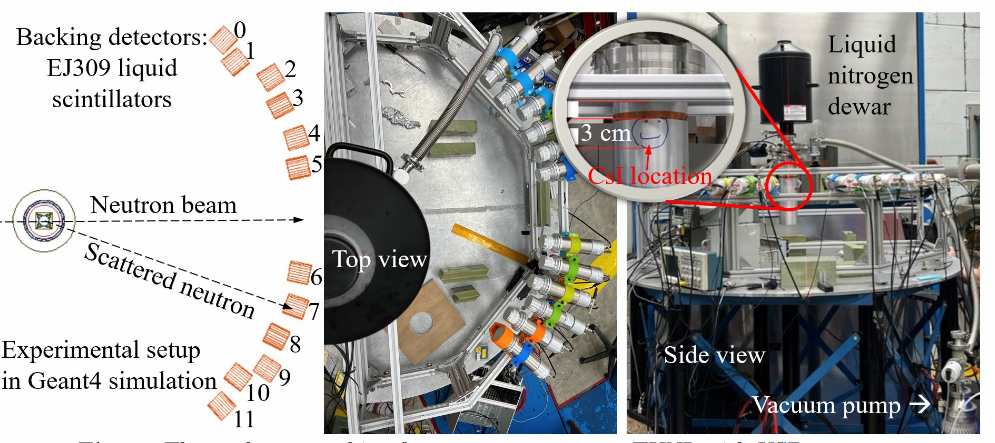 Backing detectors:
EJ309 liquid
scintillators
0
1
2
3
4
5
Neutron beam
Scattered neutron
6
7
8
9
10
11
Experimental setup
in Geant4 simulation
Top view
3 cm
CsI location
Liquid
nitrogen
dewar
Side view
Vacuum pump →